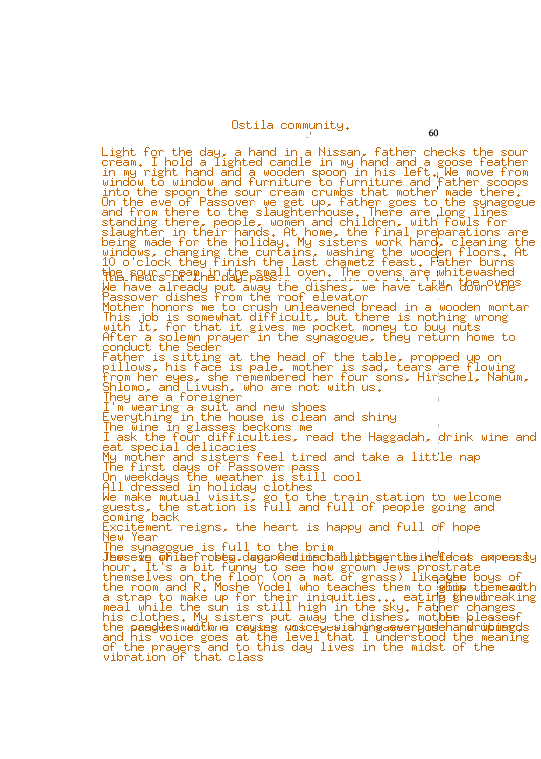 Ostila community.
60
Light for the day, a hand in a Nissan, father checks the sour
cream. I hold a lighted candle in my hand and a goose feather
in my right hand and a wooden spoon in his left. We move from
window to window and furniture to furniture and father scoops
into the spoon the sour cream crumbs that mother made there.
On the eve of Passover we get up, father goes to the synagogue
and from there to the slaughterhouse. There are long lines
standing there, people, women and children, with fowls for
slaughter in their hands. At home, the final preparations are
being made for the holiday. My sisters work hard, cleaning the
windows, changing the curtains, washing the wooden floors. At
10 o'clock they finish the last chametz feast. Father burns
the sour cream in the small oven. The ovens are whitewashed
The hours of the day pass.
the ovens
We have already put away the dishes, we have taken down the
Passover dishes from the roof elevator
Mother honors me to crush unleavened bread in a wooden mortar
This job is somewhat difficult, but there is nothing wrong
with it, for that it gives me pocket money to buy nuts
After a solemn prayer in the synagogue, they return home to
conduct the Seder
Father is sitting at the head of the table, propped up on
pillows, his face is pale, mother is sad, tears are flowing
from her eyes, she remembered her four sons, Hirschel, Nahum,
Shlomo, and Livush, who are not with us.
They are a foreigner
I'm wearing a suit and new shoes
Everything in the house is clean and shiny
The wine in glasses beckons me
I ask the four difficulties, read the Haggadah, drink wine and
eat special delicacies
My mother and sisters feel tired and take a little nap
The first days of Passover pass
On weekdays the weather is still cool
All dressed in holiday clothes
We make mutual visits, go to the train station to welcome
guests, the station is full and full of people going and
coming back
Excitement reigns, the heart is happy and full of hope
New Year
The synagogue is full to the brim
hour. It's a bit funny to see how grown Jews prostrate
themselves on the floor (on a mat of grass) like boys of
the room and R. Moshe Yodel who teaches them to them with
a strap to make up for their iniquities... eating the breaking
meal while the sun is still high in the sky. Father changes
his clothes. My sisters put away the dishes, mother
the candles with a
and his voice goes at the level that I understood the meaning
of the prayers and to this day lives in the midst of the
vibration of that class